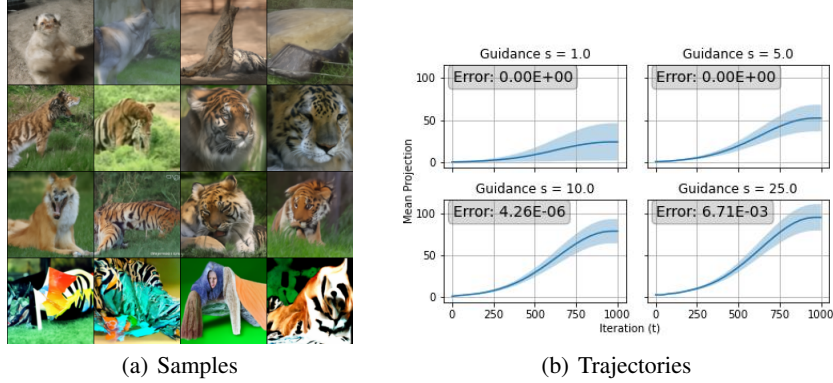 Guidance s = 1.0
Guidance s = 5.0
100
50
0
Error: 0.00E+00
Error: 0.00E+00
Mean Projection
Guidance s = 10.0
Guidance s = 25.0
100
50
0
Error: 4.26E-06
Error: 6.71E-03
0 250 500 750 1000
0 250 500 750 1000
Iteration (t)
(a) Samples
(b) Trajectories